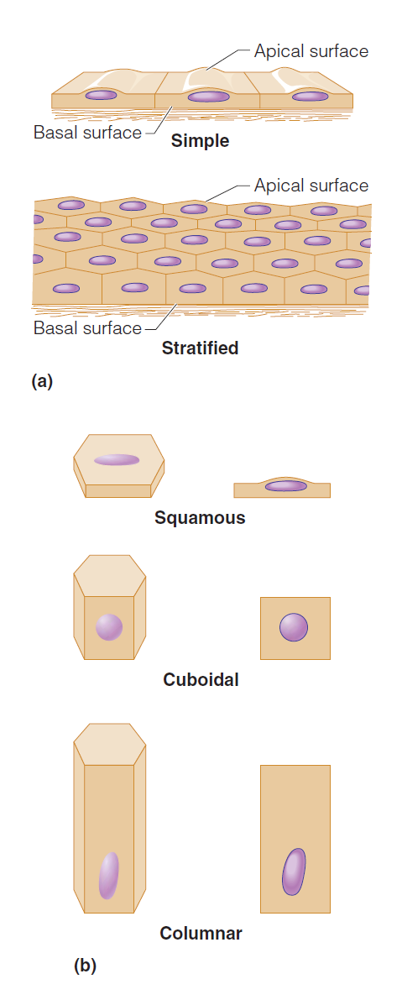 Apical surface
Basal surface
Simple
Apical surface
Basal surface
Stratified
(a)
Squamous
Cuboidal
Columnar
(b)